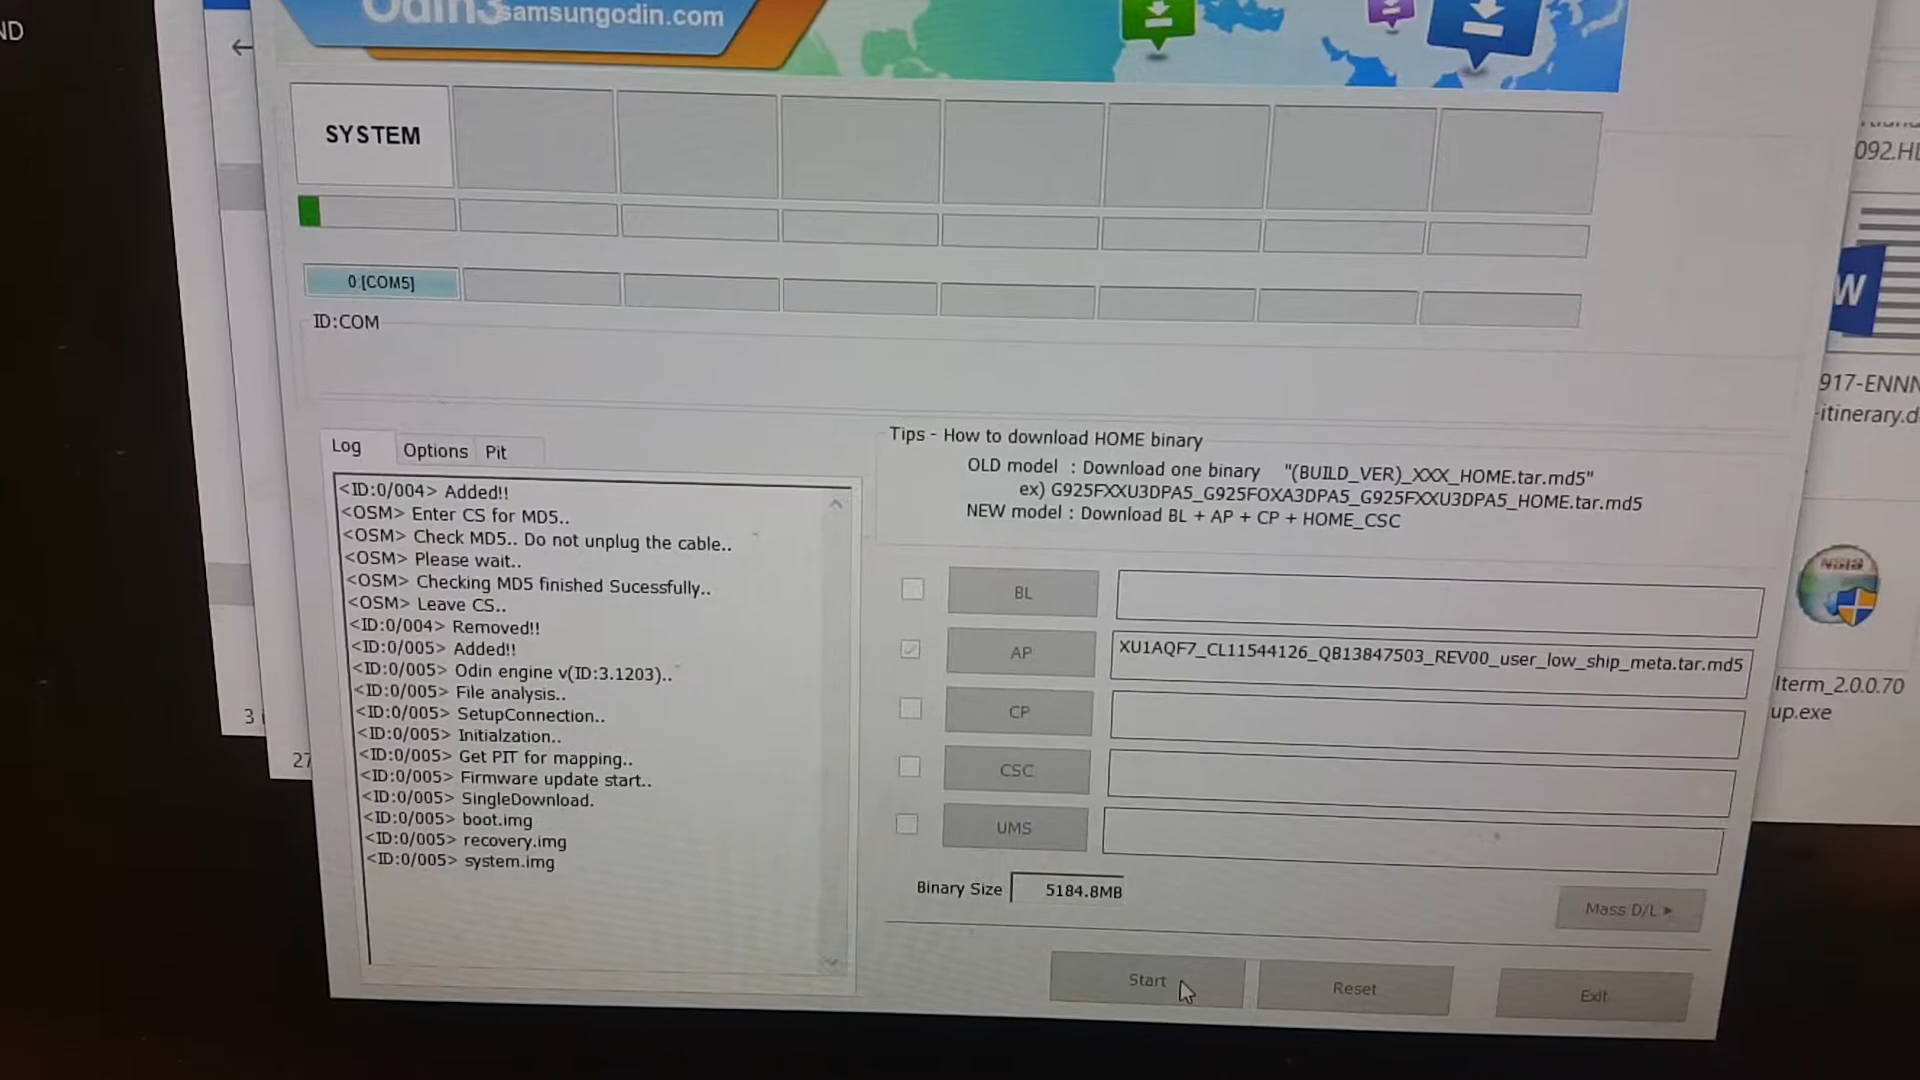 ND
Odin3
samsungodin.com
SYSTEM
0:[COM5]
ID:COM
Log
Options
Pit
<ID:0/004> Added!!
<OSM> Enter CS for MD5..
<OSM> Check MD5.. Do not unplug the cable..
<OSM> Please wait..
<OSM> Checking MD5 finished Sucessfully..
<OSM> Leave CS..
<ID:0/004> Removed!!
<ID:0/005> Added!!
<ID:0/005> Odin engine v(ID:3.1203)..
<ID:0/005> File analysis..
<ID:0/005> SetupConnection..
<ID:0/005> Initialzation..
<ID:0/005> Get PIT for mapping..
<ID:0/005> Firmware update start..
<ID:0/005> SingleDownload.
<ID:0/005> boot.img
<ID:0/005> recovery.img
<ID:0/005> system.img
Tips - How to download HOME binary
OLD model : Download one binary "(BUILD_VER)_XXX_HOME.tar.md5"
ex) G925FXXU3DPA5_G925FOXA3DPA5_G925FXXU3DPA5_HOME.tar.md5
NEW model : Download BL + AP + CP + HOME_CSC
BL
AP
XU1AQF7_CL11544126_QB13847503_REV00_user_low_ship_meta.tar.md5
CP
CSC
UMS
Binary Size
5184.8MB
Mass D/L
Start
Reset
Exit
3
27
092.HL
W
917-ENNN
-itinerary.d
lterm_2.0.0.70
up.exe